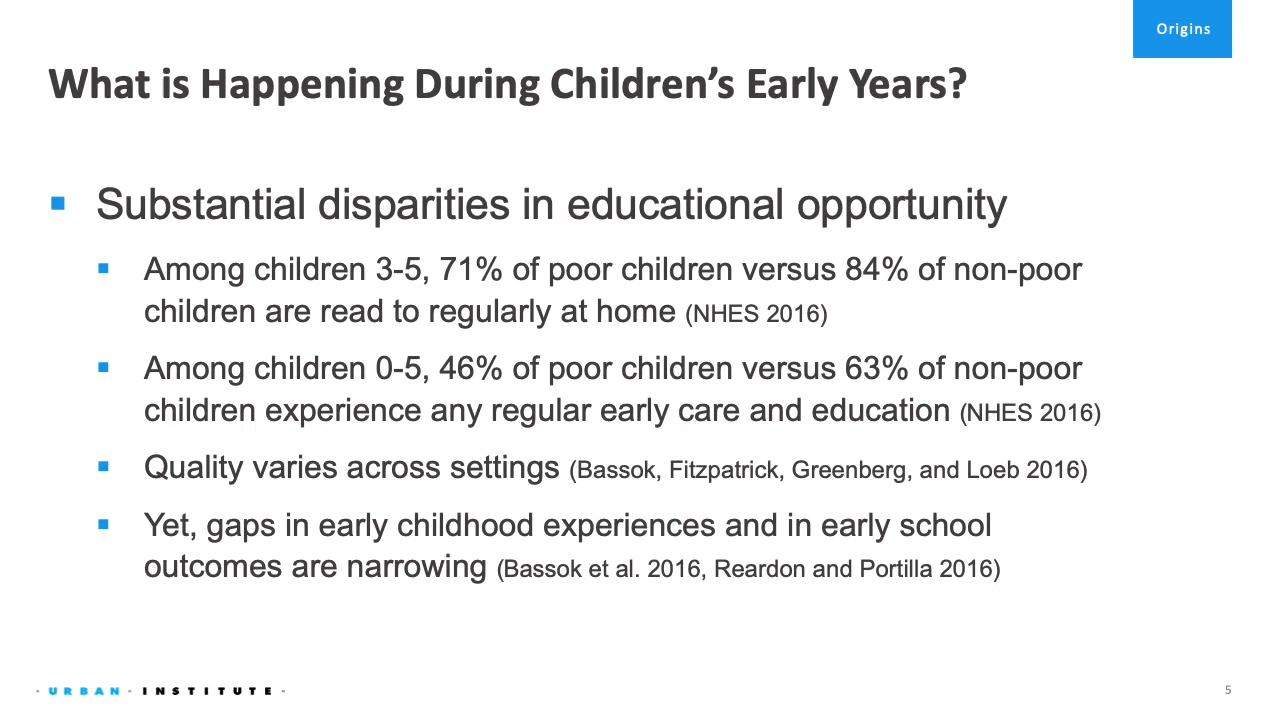 Origins
What is Happening During Children’s Early Years?
▪ Substantial disparities in educational opportunity
▪ Among children 3-5, 71% of poor children versus 84% of non-poor
children are read to regularly at home (NHES 2016)
▪ Among children 0-5, 46% of poor children versus 63% of non-poor
children experience any regular early care and education (NHES 2016)
▪ Quality varies across settings (Bassok, Fitzpatrick, Greenberg, and Loeb 2016)
▪ Yet, gaps in early childhood experiences and in early school
outcomes are narrowing (Bassok et al. 2016, Reardon and Portilla 2016)
· URBAN · INSTITUTE ·
5